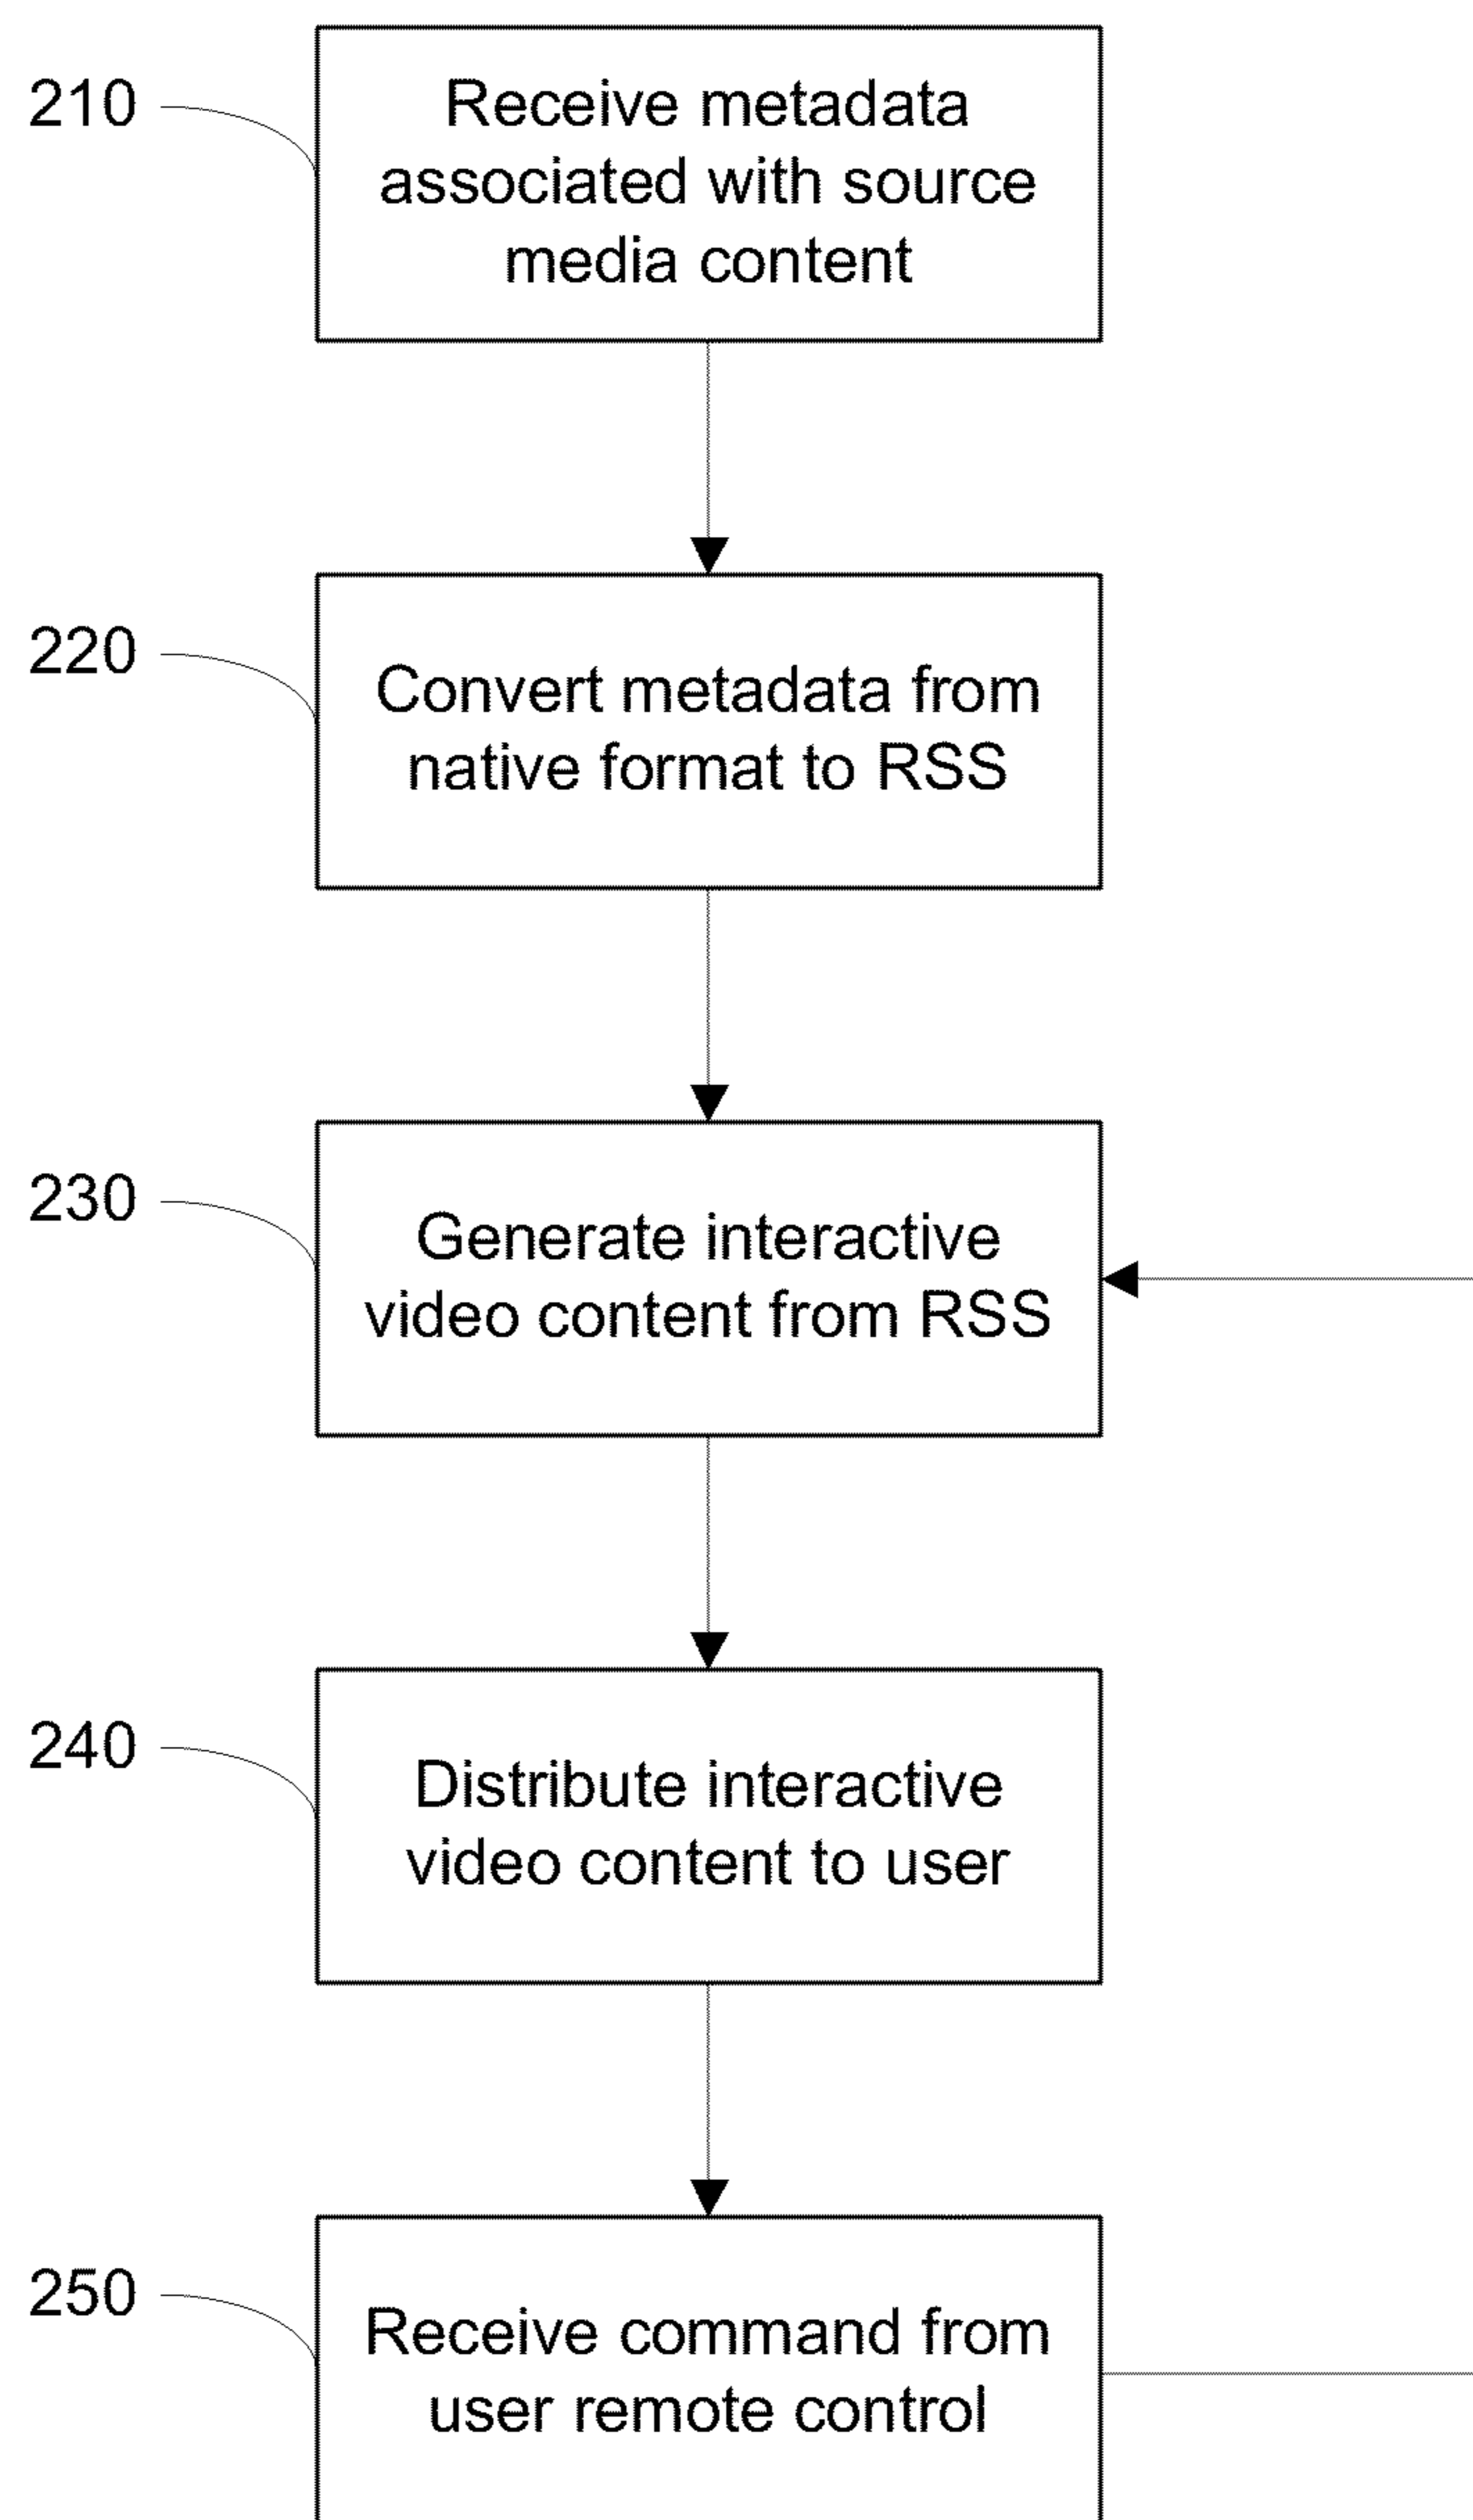 210
Receive metadata
associated with source
media content
220
Convert metadata from
native format to RSS
230
Generate interactive
video content from RSS
240
Distribute interactive
video content to user
250
Receive command from
user remote control